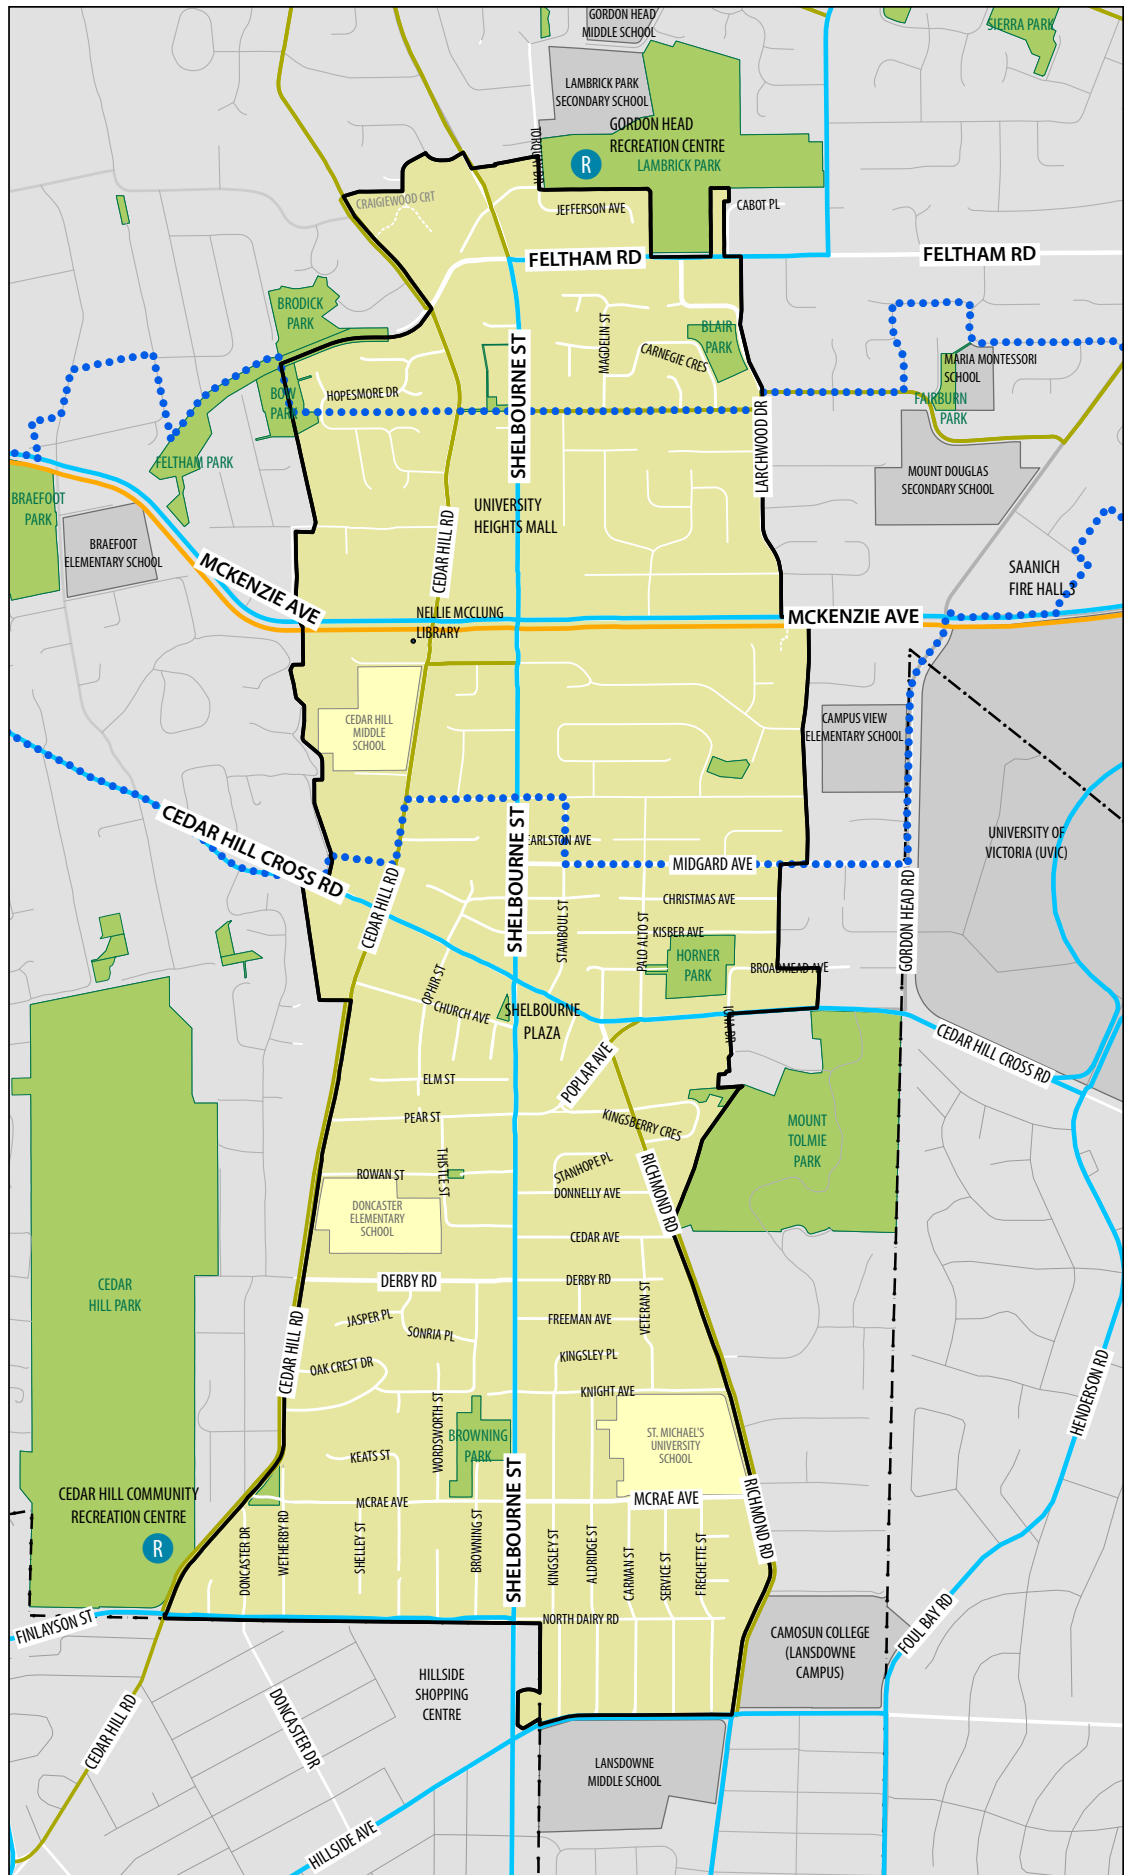 GORDON HEAD
MIDDLE SCHOOL
SIERRA PARK
LAMBRICK PARK
SECONDARY SCHOOL
GORDON HEAD
RECREATION CENTRE
LAMBRICK PARK
R
TORQUAY DR
CRAIGIEWOOD CRT
JEFFERSON AVE
CABOT PL
FELTHAM RD
FELTHAM RD
BRODICK
PARK
MAGDELIN ST
BLAIR
PARK
CARNEGIE CRES
SHELBOURNE ST
MARIA MONTESSORI
SCHOOL
HOPESMORE DR
BOW
PARK
FAIRBURN
PARK
LARCHWOOD DR
FELTHAM PARK
MOUNT DOUGLAS
SECONDARY SCHOOL
BRAEFOOT
PARK
UNIVERSITY
HEIGHTS MALL
CEDAR HILL RD
BRAEFOOT
ELEMENTARY SCHOOL
SAANICH
FIRE HALL 3
MCKENZIE AVE
NELLIE MCCLUNG
LIBRARY
MCKENZIE AVE
CEDAR HILL
MIDDLE
SCHOOL
CAMPUS VIEW
ELEMENTARY SCHOOL
CEDAR HILL CROSS RD
SHELBOURNE ST
EARLSTON AVE
UNIVERSITY OF
VICTORIA (UVIC)
MIDGARD AVE
CEDAR HILL RD
CHRISTMAS AVE
GORDON HEAD RD
STAMBOUL ST
PALO ALTO ST
KISBER AVE
HORNER
PARK
BROADMEAD AVE
OPHIR ST
CHURCH AVE
SHELBOURNE
PLAZA
IONA DR
CEDAR HILL CROSS RD
POPLAR AVE
ELM ST
PEAR ST
KINGSBERRY CRES
MOUNT
TOLMIE
PARK
THISTLE ST
ROWAN ST
STANHOPE PL
DONNELLY AVE
RICHMOND RD
DONCASTER
ELEMENTARY
SCHOOL
CEDAR AVE
CEDAR
HILL PARK
DERBY RD
DERBY RD
VETERAN ST
JASPER PL
SONRIA PL
FREEMAN AVE
CEDAR HILL RD
OAK CREST DR
KINGSLEY PL
KNIGHT AVE
HENDERSON RD
WORDSWORTH ST
BROWNING
PARK
ST. MICHAEL'S
UNIVERSITY
SCHOOL
KEATS ST
SHELBOURNE ST
CEDAR HILL COMMUNITY
RECREATION CENTRE
R
MCRAE AVE
MCRAE AVE
RICHMOND RD
DONCASTER DR
WETHERBY RD
SHELLEY ST
BROWNING ST
KINGSLEY ST
ALDRIDGE ST
CARMAN ST
SERVICE ST
FRECHETTE ST
FINLAYSON ST
NORTH DAIRY RD
CAMOSUN COLLEGE
(LANSDOWNE
CAMPUS)
FOUL BAY RD
CEDAR HILL RD
DONCASTER DR
HILLSIDE
SHOPPING
CENTRE
LANSDOWNE
MIDDLE SCHOOL
HILLSIDE AVE